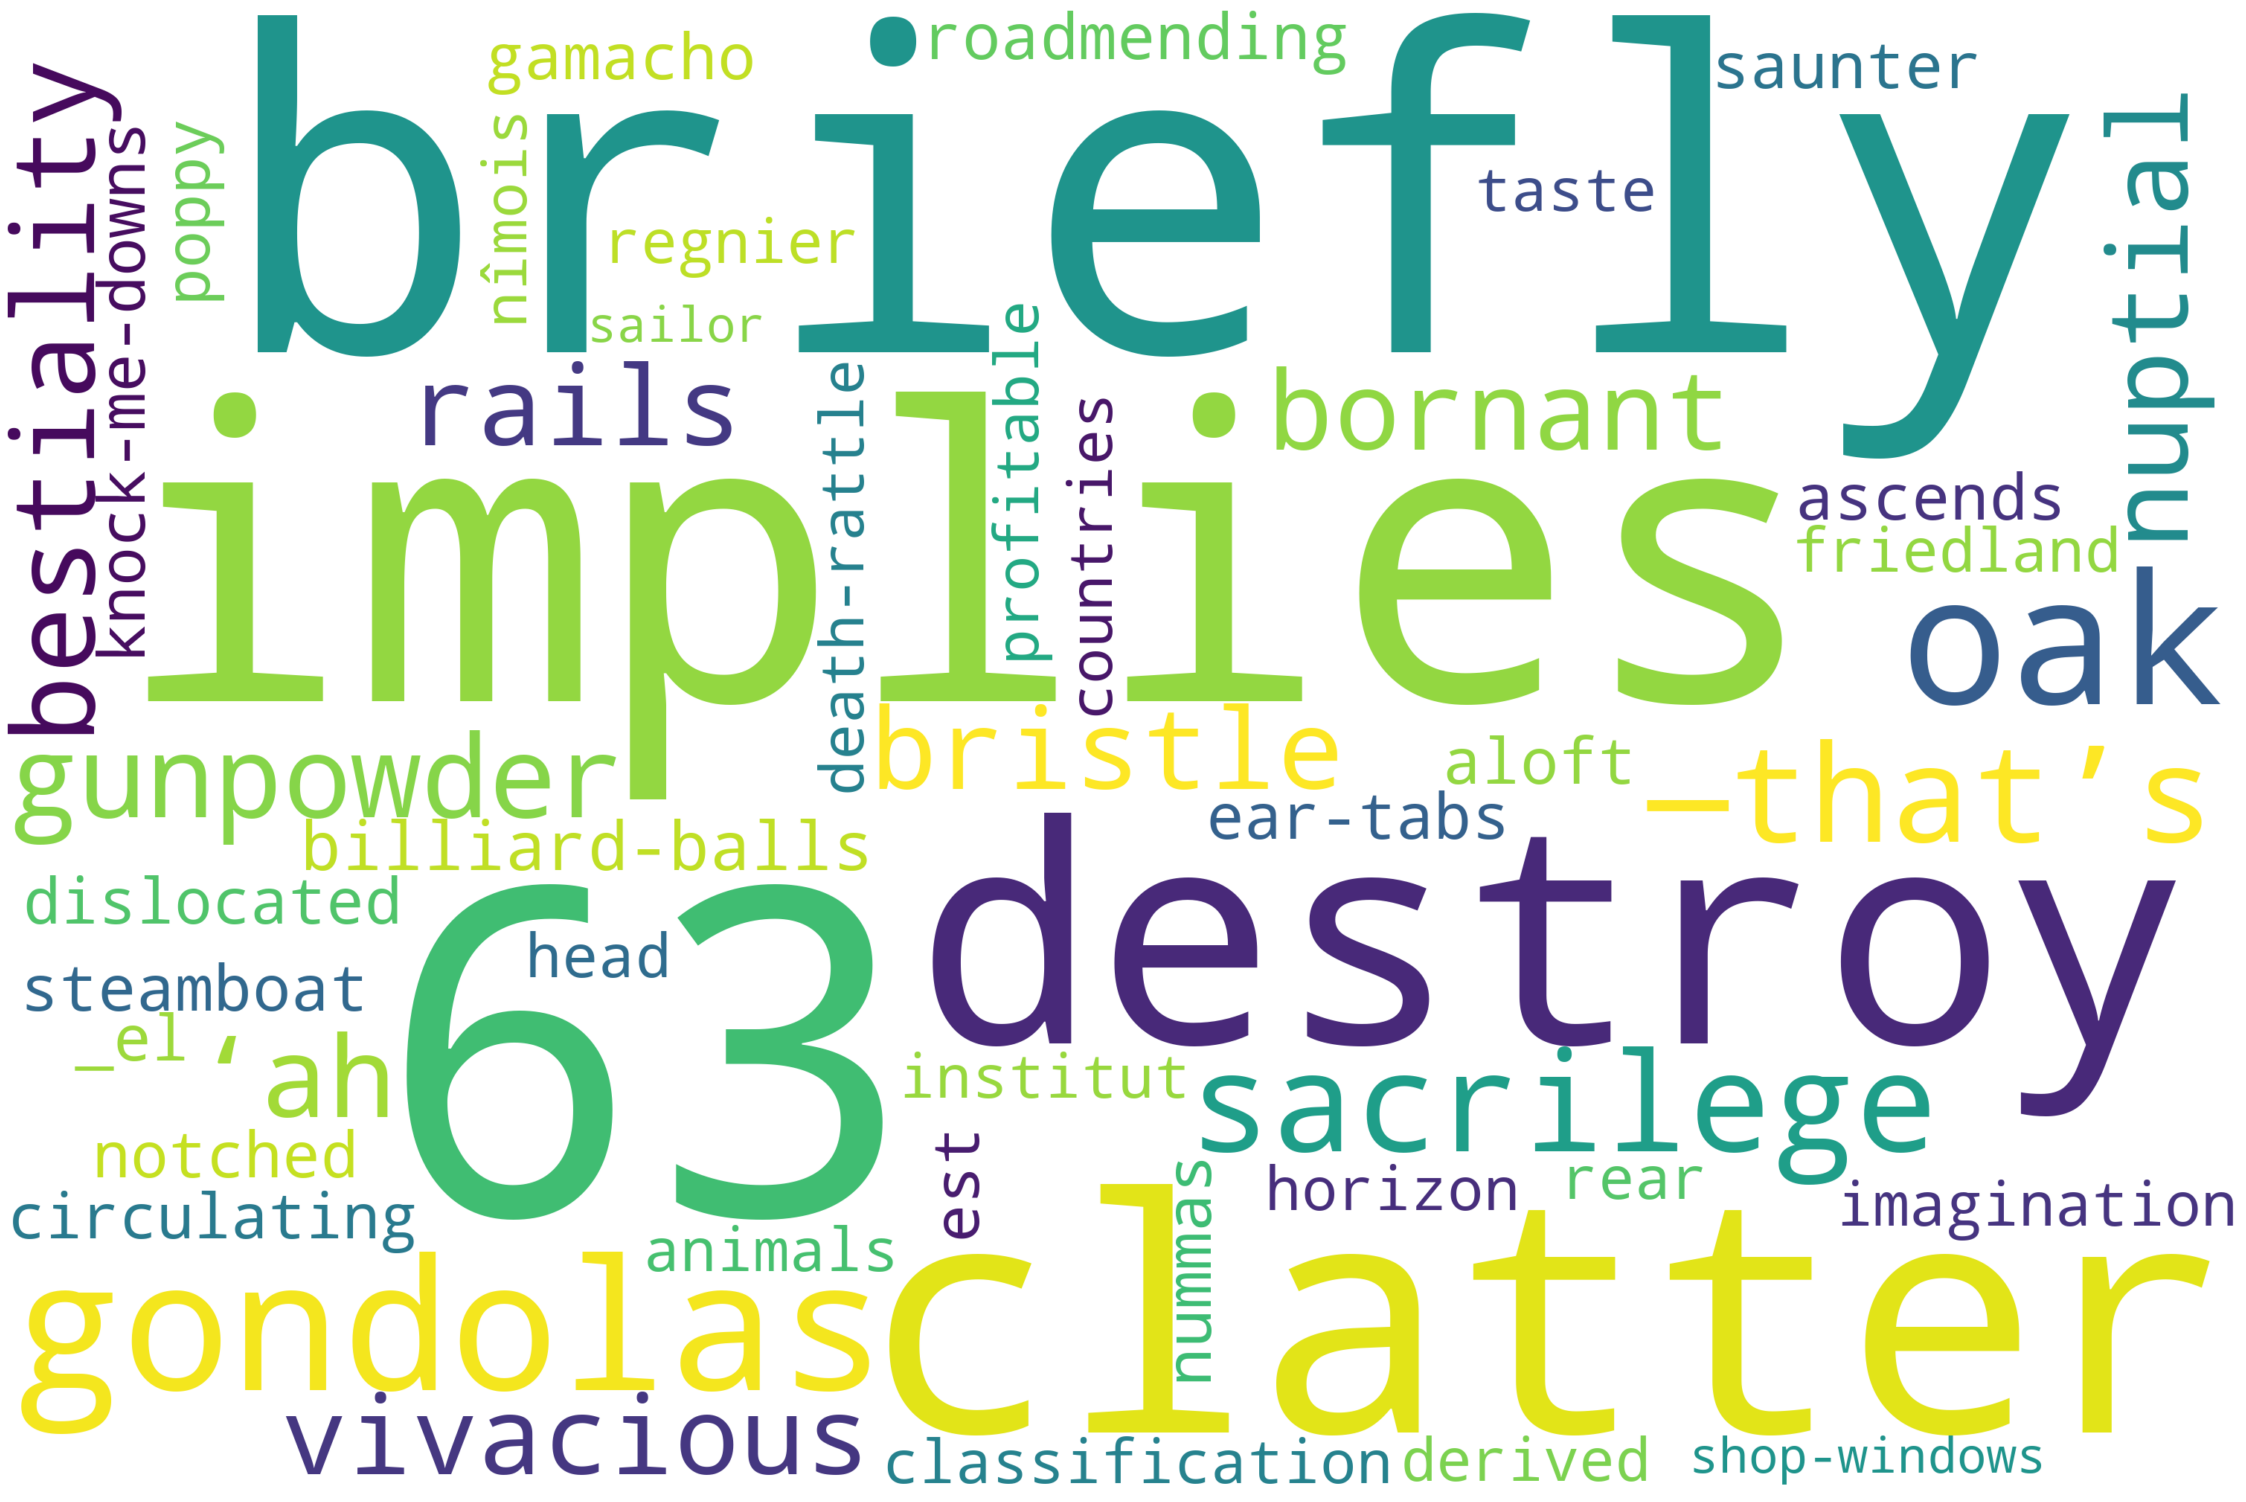 briefly
implies
63
destroy
clatter
gondolas
oak
bestiality
nuptial
knock-me-downs
poppy
gamacho
nîmois
roadmending
saunter
taste
regnier
sailor
rails
bornant
profitable
countries
death-rattle
ascends
friedland
gunpowder
bristle
aloft
—that’s
ear-tabs
billiard-balls
dislocated
head
steamboat
_el
‘ah
institut
sacrilege
notched
est
nummas
horizon
rear
imagination
circulating
animals
vivacious
classification
derived
shop-windows